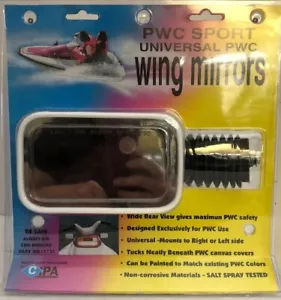 PWC SPORT
UNIVERSAL PWC
wing mirrors
• Wide Rear View gives maximun PWC safety
• Designed Exclusively for PWC Use
• Universal -Mounts to Right or Left side
• Tucks Neatly Beneath PWC canvas covers
• Can be Painted to Match existing PWC Colors
• Non-corrosive Materials - SALT SPRAY TESTED
CIPA